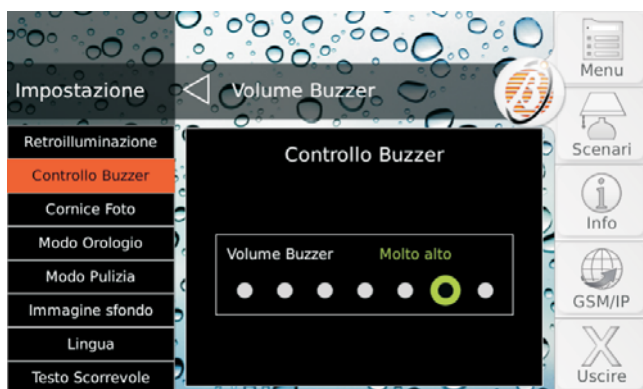 Impostazione
Volume Buzzer
Retroilluminazione
Controllo Buzzer
Cornice Foto
Modo Orologio
Modo Pulizia
Immagine sfondo
Lingua
Testo Scorrevole
Controllo Buzzer
Volume Buzzer Molto alto
Menu
Scenari
Info
GSM/IP
Uscire